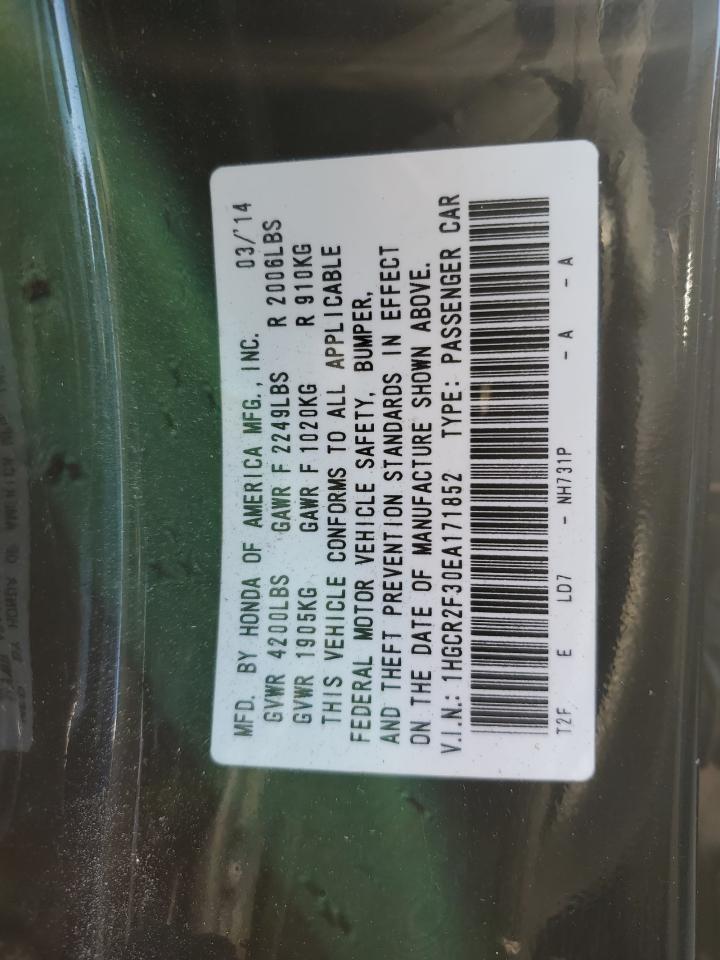 MFD. BY HONDA OF AMERICA MFG., INC. 03/'14
GVWR 4200LBS GAWR F 2249LBS R 2006LBS
GVWR 1905KG GAWR F 1020KG R 910KG
THIS VEHICLE CONFORMS TO ALL APPLICABLE
FEDERAL MOTOR VEHICLE SAFETY, BUMPER,
AND THEFT PREVENTION STANDARDS IN EFFECT
ON THE DATE OF MANUFACTURE SHOWN ABOVE.
V.I.N.: 1HGCR2F30EA171852 TYPE: PASSENGER CAR
T2F E LD7 - NH731P - A - A